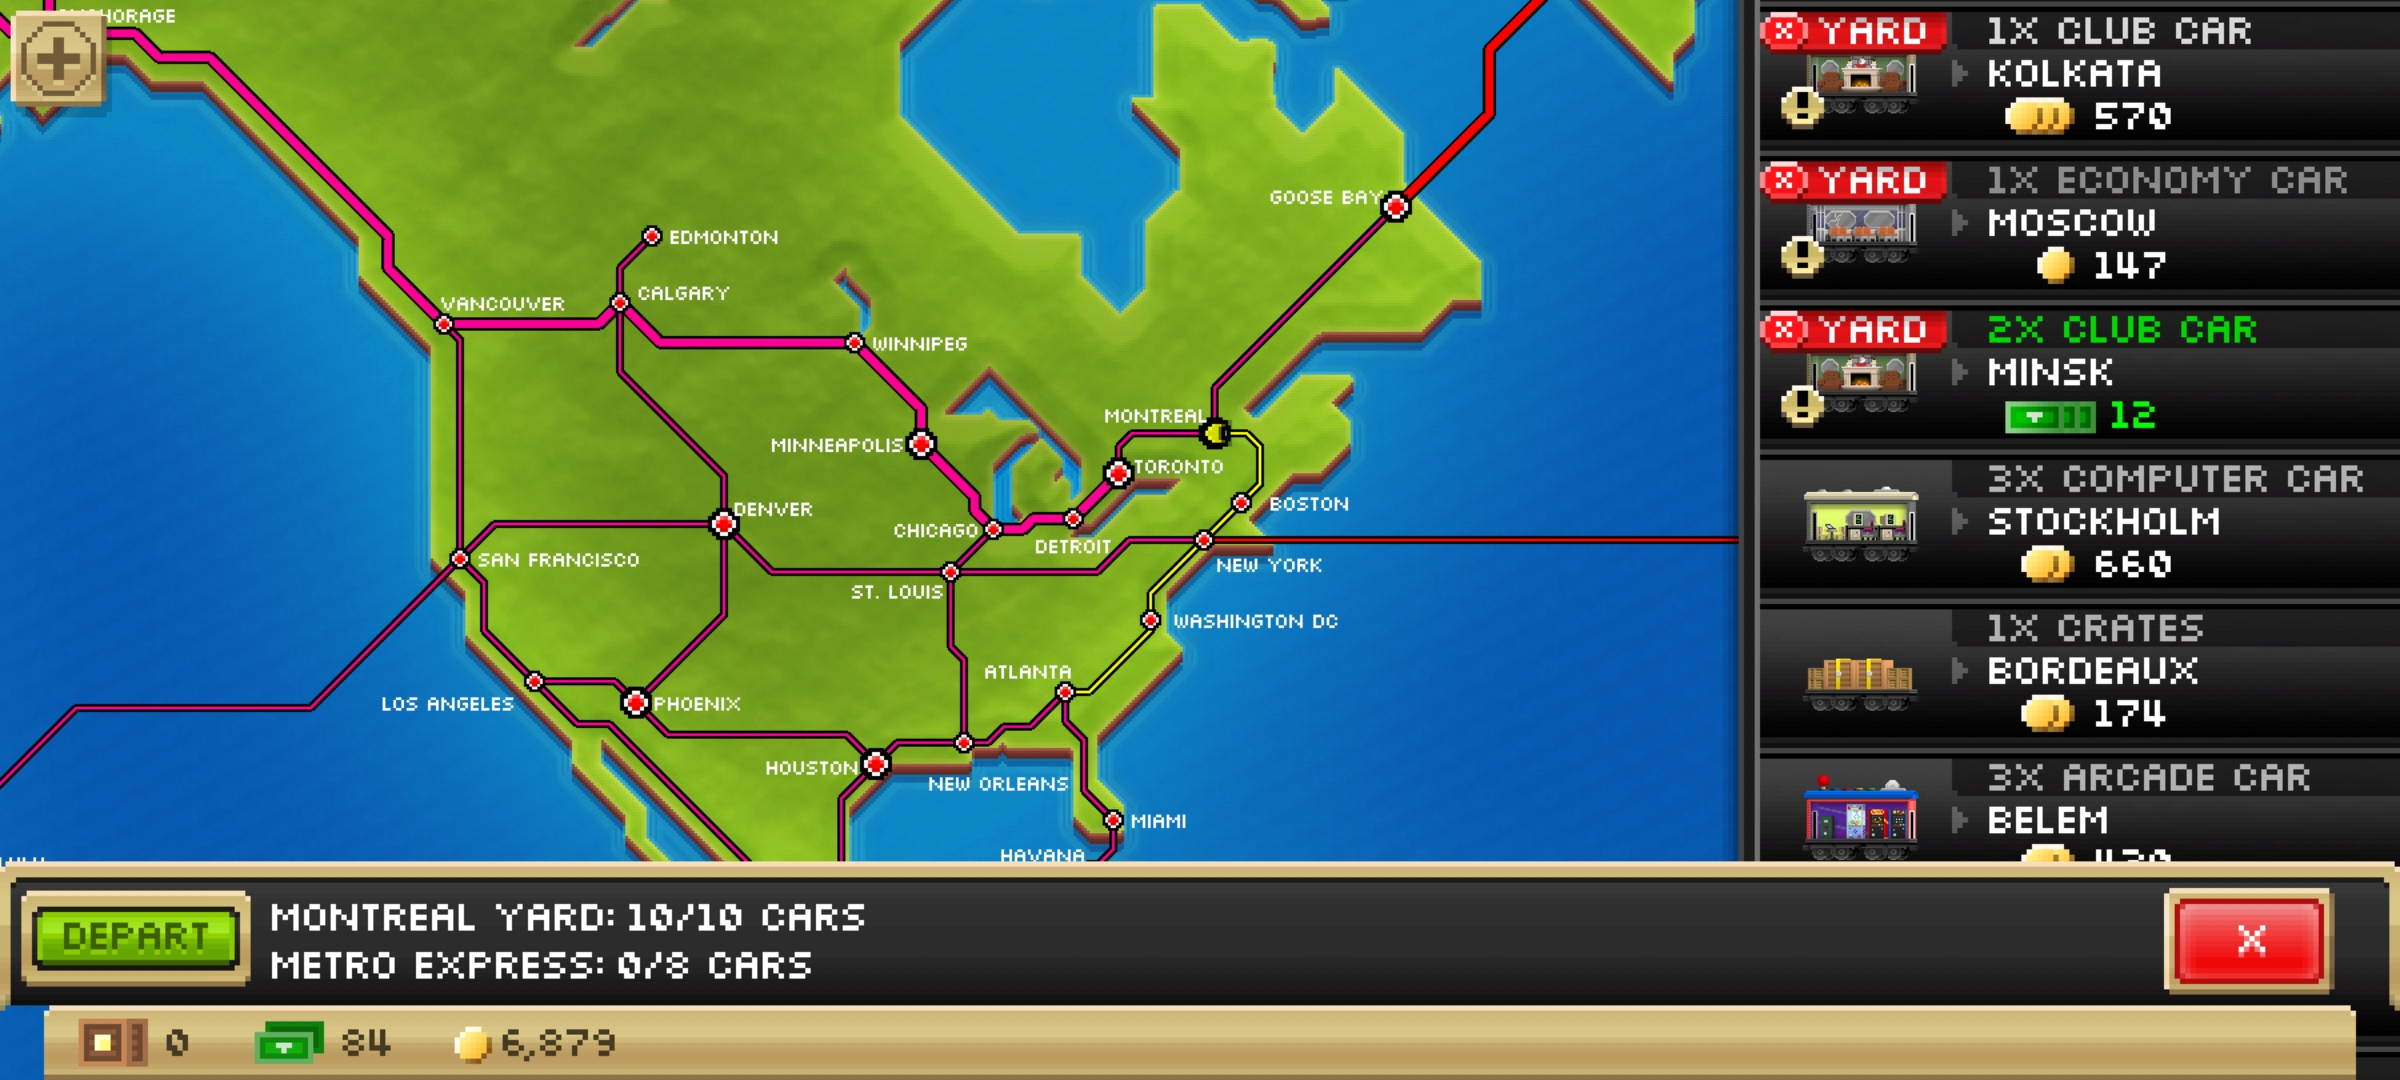 EDMONTON
CALGARY
VANCOUVER
WINNIPEG
GOOSE BAY
MONTREAL
MINNEAPOLIS
TORONTO
BOSTON
DENVER
CHICAGO
DETROIT
NEW YORK
SAN FRANCISCO
ST. LOUIS
WASHINGTON DC
ATLANTA
LOS ANGELES
PHOENIX
HOUSTON
NEW ORLEANS
MIAMI
HAVANA
YARD
1X CLUB CAR
KOLKATA
570
YARD
1X ECONOMY CAR
MOSCOW
147
YARD
2X CLUB CAR
MINSK
12
3X COMPUTER CAR
STOCKHOLM
660
1X CRATES
BORDEAUX
174
3X ARCADE CAR
BELEM
DEPART
MONTREAL YARD: 10/10 CARS
METRO EXPRESS: 0/8 CARS
X
0
84
6,879